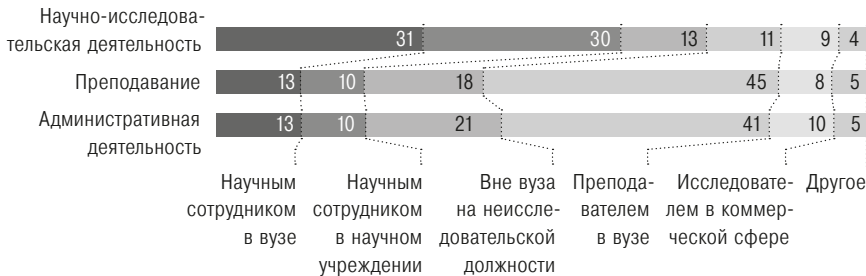 Научно-исследова-
тельская деятельность
31 30 13 11 9 4
Преподавание
13 10 18 45 8 5
Административная
деятельность
13 10 21 41 10 5
Научным
сотрудником
в вузе
Научным
сотрудником
в научном
учреждении
Вне вуза
на неиссле-
довательской
должности
Препода-
вателем
в вузе
Исследовате-
лем в коммер-
ческой сфере
Другое